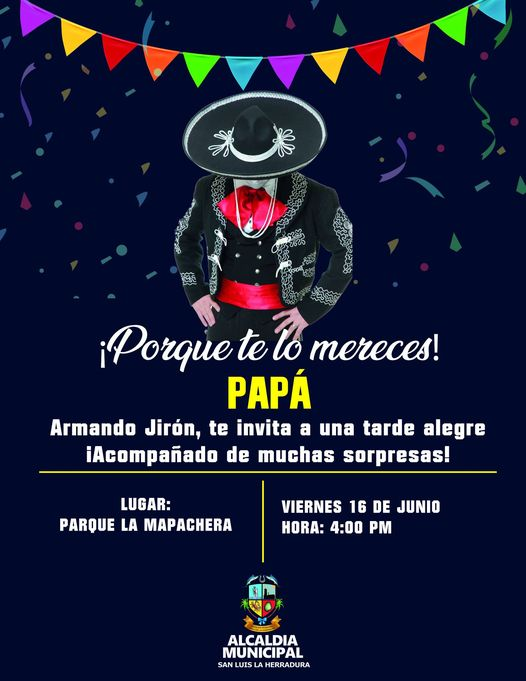 ¡Porque te lo mereces!
PAPÁ
Armando Jirón, te invita a una tarde alegre
¡Acompañado de muchas sorpresas!
LUGAR:
PARQUE LA MAPACHERA
VIERNES 16 DE JUNIO
HORA: 4:00 PM
ALCALDIA
MUNICIPAL
SAN LUIS LA HERRADURA